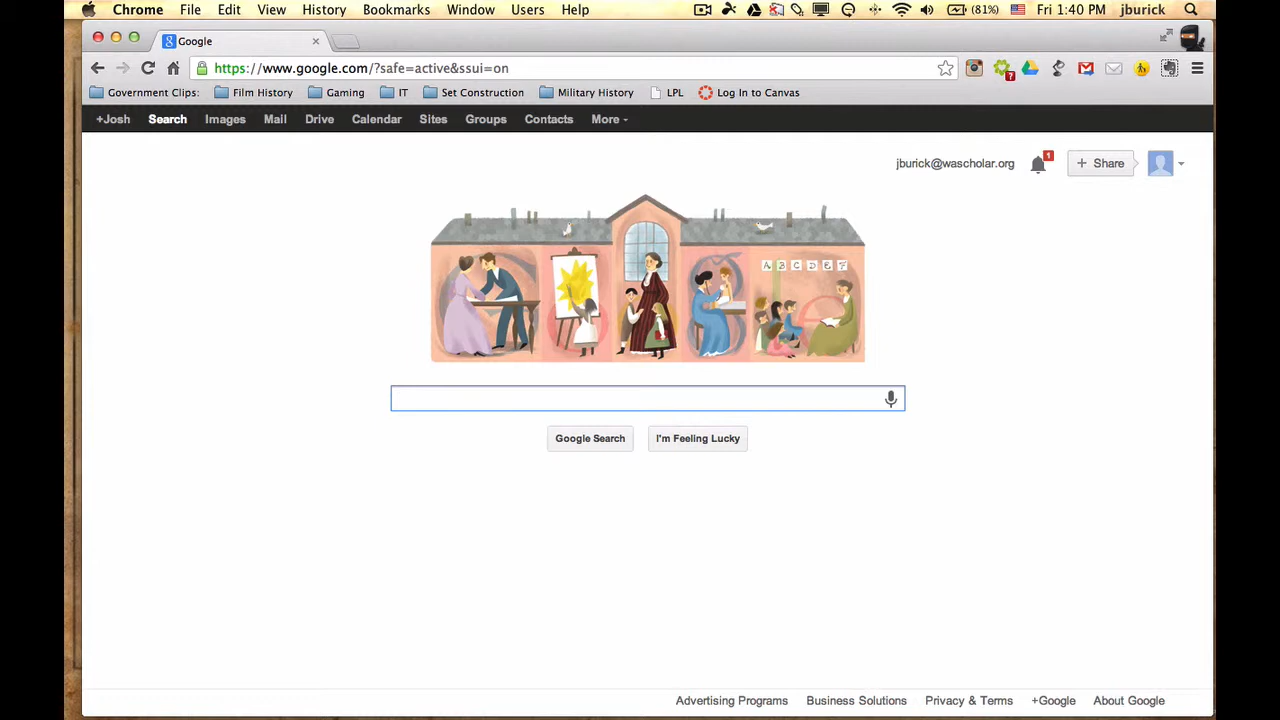 Chrome File Edit View History Bookmarks Window Users Help (81%) Fri 1:40 PM jburick
Google
https://www.google.com/?safe=active&ssui=on 7
Government Clips: Film History Gaming IT Set Construction Military History LPL Log In to Canvas
+Josh Search Images Mail Drive Calendar Sites Groups Contacts More
jburick@wascholar.org 1 + Share
A B C D E F
Google Search I'm Feeling Lucky
Advertising Programs Business Solutions Privacy & Terms +Google About Google